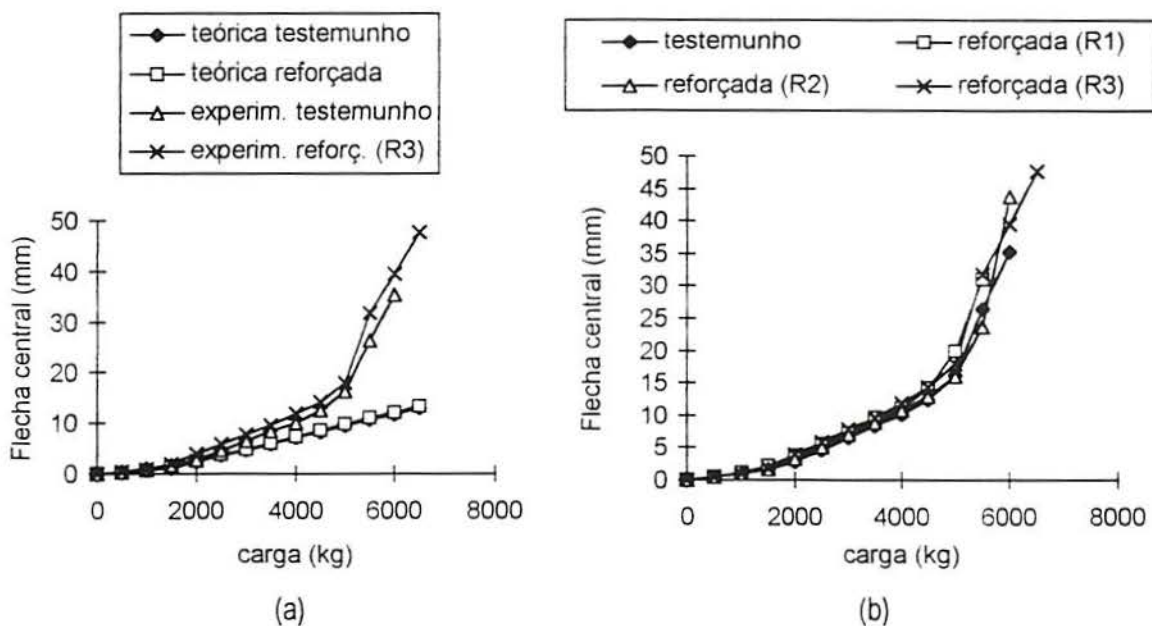 teórica testemunho
teórica reforçada
experim. testemunho
experim. reforç. (R3)
50
40
30
20
10
0
Flecha central (mm)
0 2000 4000 6000 8000
carga (kg)
(a)
testemunho reforçada (R1)
reforçada (R2) reforçada (R3)
50
45
40
35
30
25
20
15
10
5
0
Flecha central (mm)
0 2000 4000 6000 8000
carga (kg)
(b)